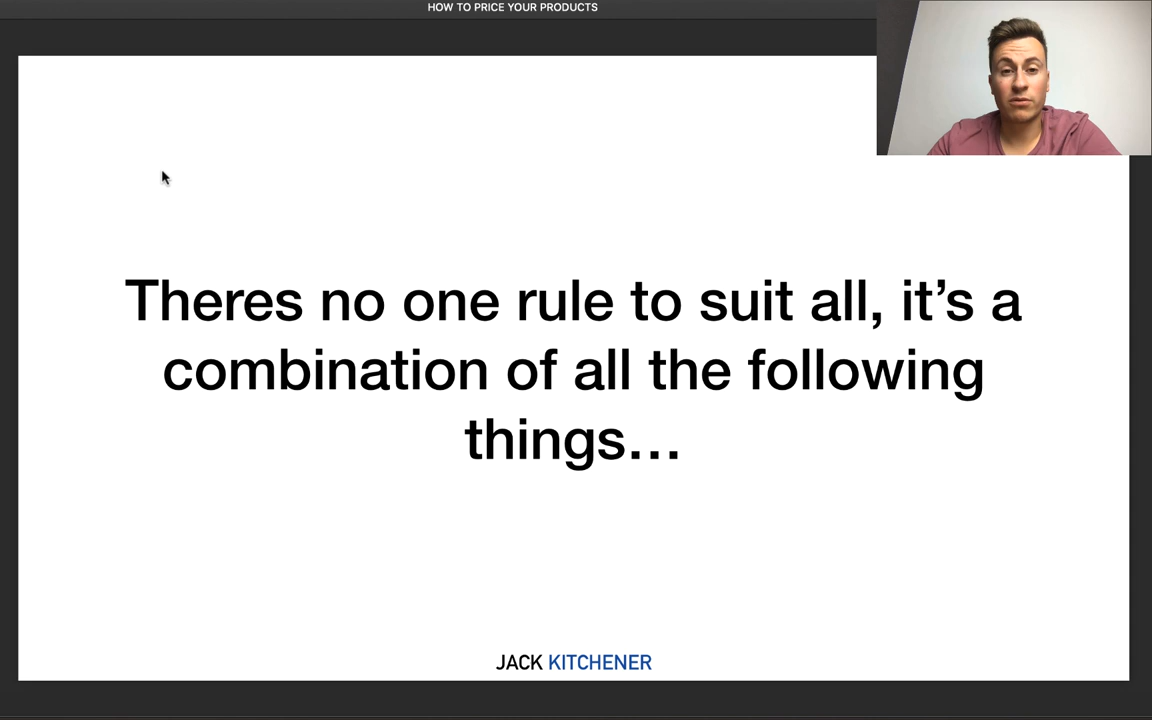 HOW TO PRICE YOUR PRODUCTS
Theres no one rule to suit all, it’s a
combination of all the following
things…
JACK KITCHENER